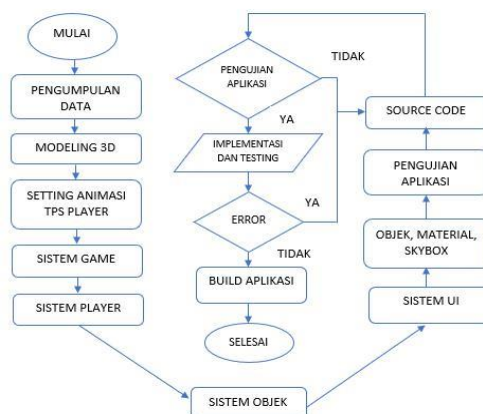 MULAI
PENGUMPULAN
DATA
MODELING 3D
SETTING ANIMASI
TPS PLAYER
SISTEM GAME
SISTEM PLAYER
SISTEM OBJEK
SISTEM UI
OBJEK, MATERIAL,
SKYBOX
PENGUJIAN
APLIKASI
SOURCE CODE
PENGUJIAN
APLIKASI
TIDAK
YA
IMPLEMENTASI
DAN TESTING
ERROR
YA
TIDAK
BUILD APLIKASI
SELESAI